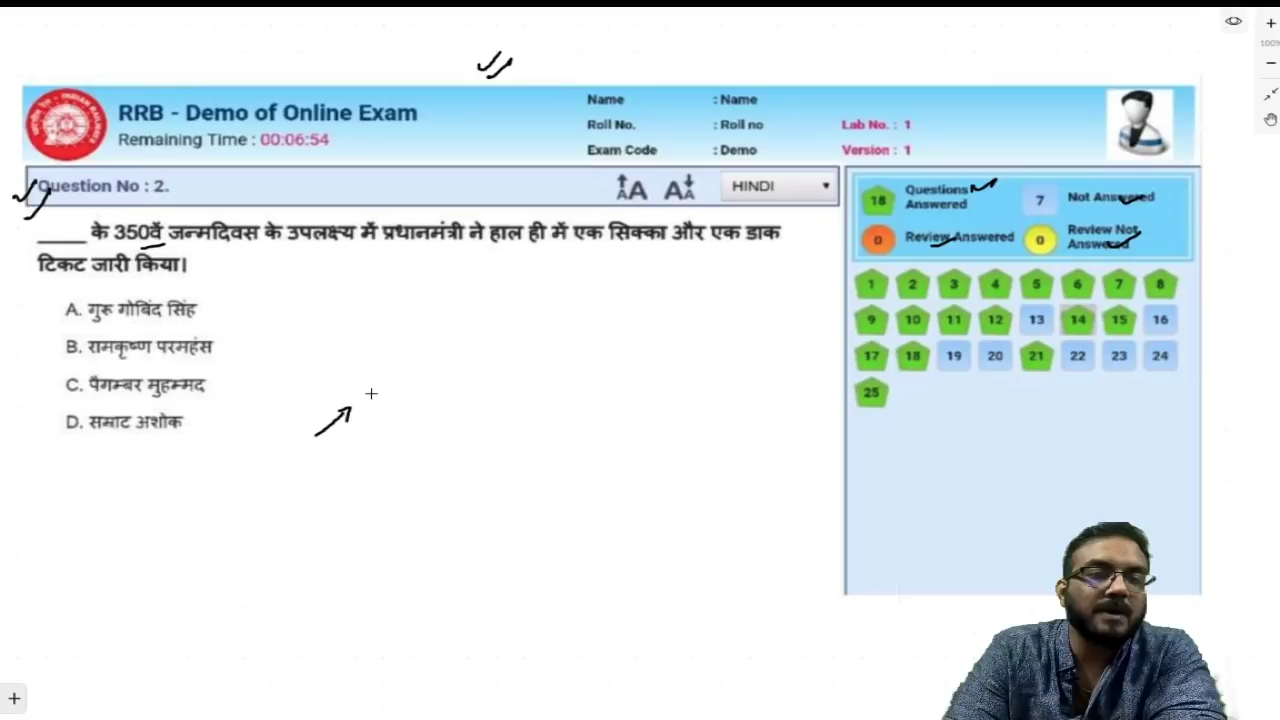 RRB - Demo of Online Exam
Remaining Time : 00:06:54
Name : Name
Roll No. : Roll no
Exam Code : Demo
Lab No. : 1
Version : 1
Question No : 2.
HINDI
____ के 350वें जन्मदिवस के उपलक्ष्य में प्रधानमंत्री ने हाल ही में एक सिक्का और एक डाक
टिकट जारी किया।
A. गुरू गोबिंद सिंह
B. रामकृष्ण परमहंस
C. पैगम्बर मुहम्मद
D. सम्राट अशोक
18 Questions Answered
7 Not Answered
0 Review Answered
0 Review Not Answered
1 2 3 4 5 6 7 8
9 10 11 12 13 14 15 16
17 18 19 20 21 22 23 24
25
100%